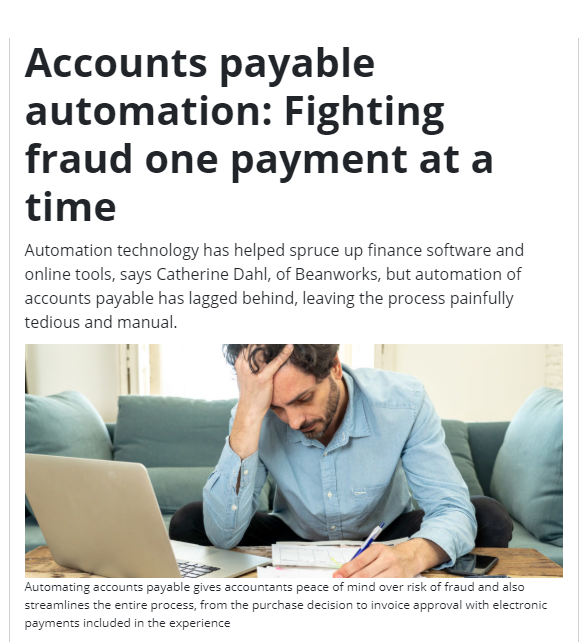 Accounts payable
automation: Fighting
fraud one payment at a
time
Automation technology has helped spruce up finance software and
online tools, says Catherine Dahl, of Beanworks, but automation of
accounts payable has lagged behind, leaving the process painfully
tedious and manual.
Automating accounts payable gives accountants peace of mind over risk of fraud and also
streamlines the entire process, from the purchase decision to invoice approval with electronic
payments included in the experience